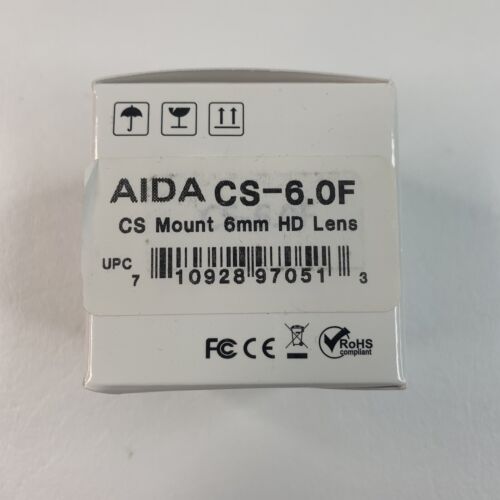 AIDA CS-6.0F
CS Mount 6mm HD Lens
UPC 7 10928 97051 3
FC CE RoHS
compliant